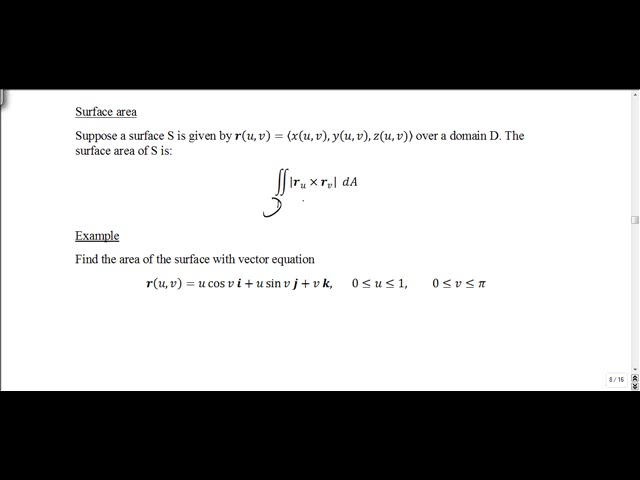 Surface area
Suppose a surface S is given by r(u, v) = ⟨x(u, v), y(u, v), z(u, v)⟩ over a domain D. The
surface area of S is:
∬|r_u × r_v| dA
D
Example
Find the area of the surface with vector equation
r(u, v) = u cos v i + u sin v j + v k, 0 ≤ u ≤ 1, 0 ≤ v ≤ π
8 / 16